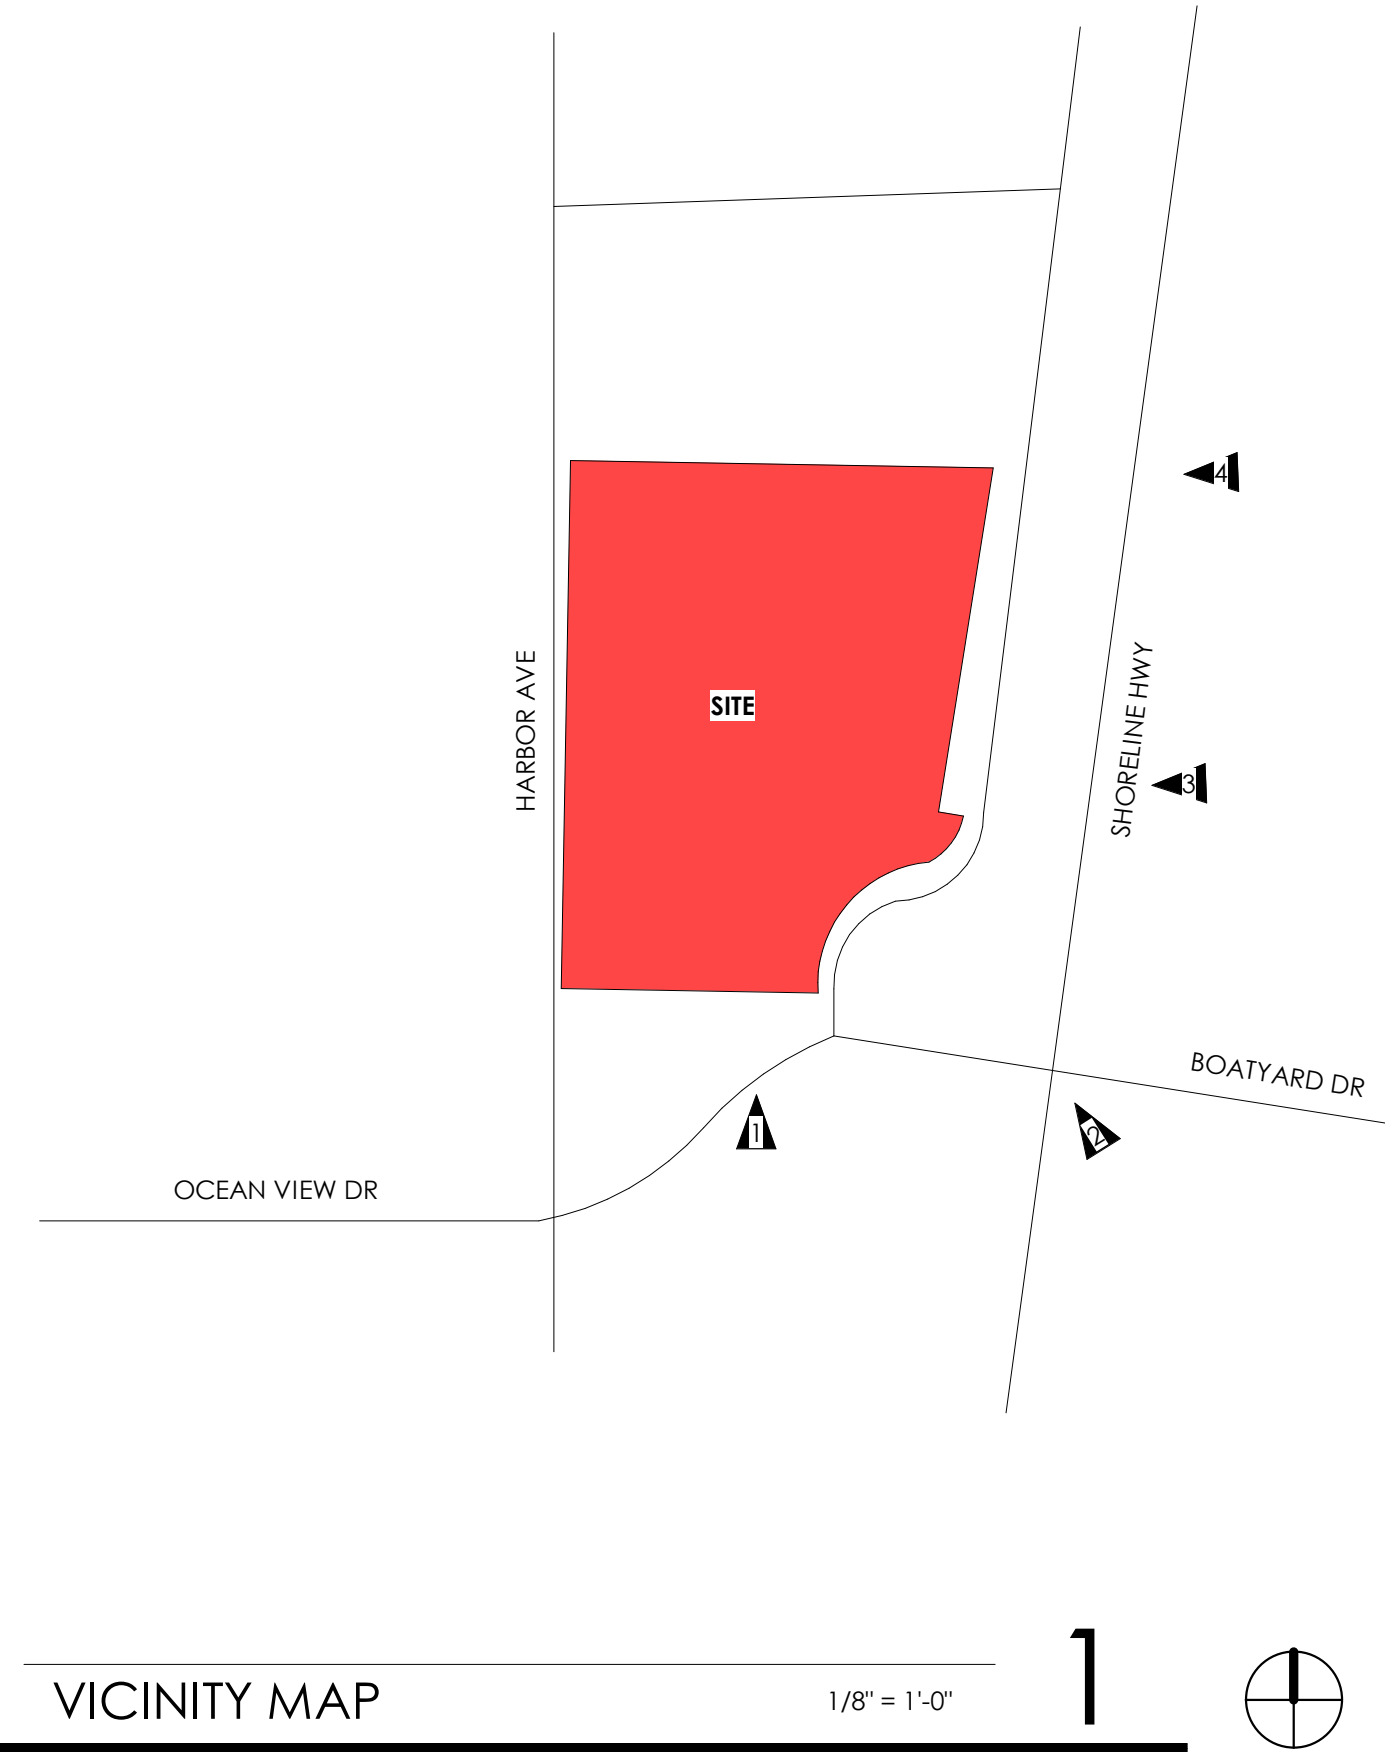 4
SITE
HARBOR AVE
SHORELINE HWY
3
BOATYARD DR
1
2
OCEAN VIEW DR
VICINITY MAP
1/8" = 1'-0"
1